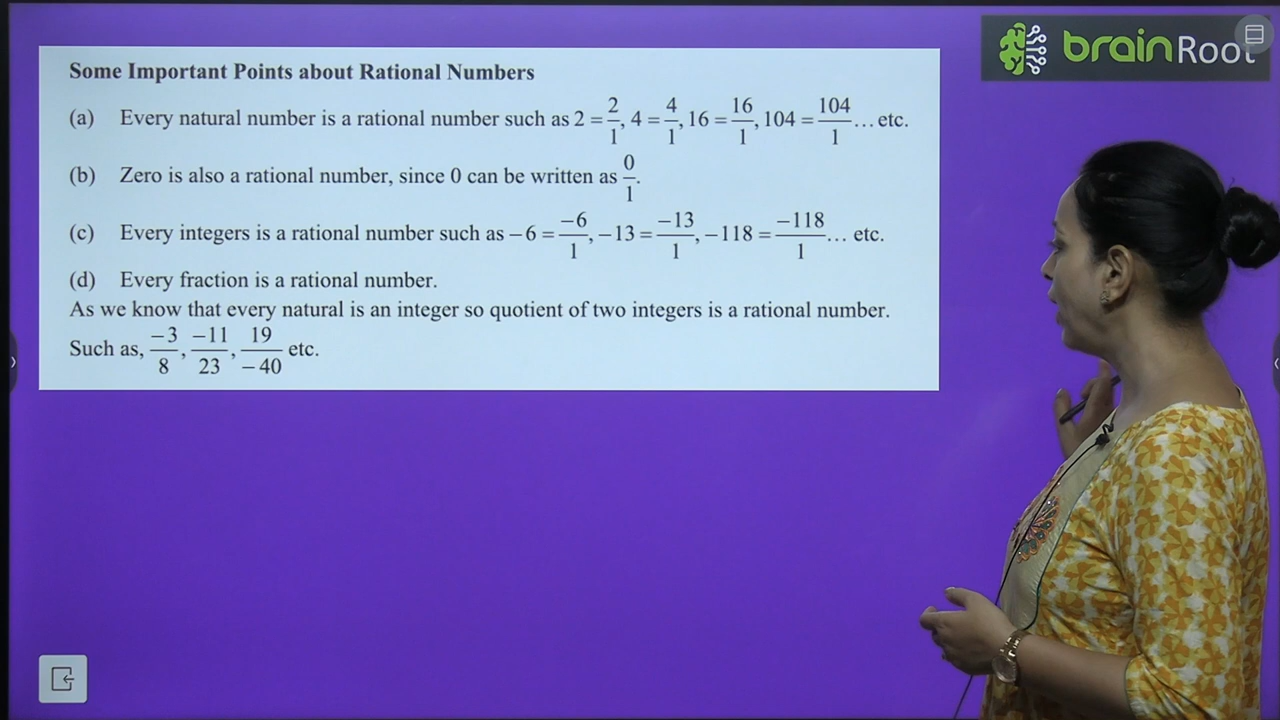 brainRoot
Some Important Points about Rational Numbers
(a) Every natural number is a rational number such as 2 = 2/1, 4 = 4/1, 16 = 16/1, 104 = 104/1 ... etc.
(b) Zero is also a rational number, since 0 can be written as 0/1.
(c) Every integers is a rational number such as −6 = −6/1, −13 = −13/1, −118 = −118/1 ... etc.
(d) Every fraction is a rational number.
As we know that every natural is an integer so quotient of two integers is a rational number.
Such as, −3/8, −11/23, 19/−40 etc.